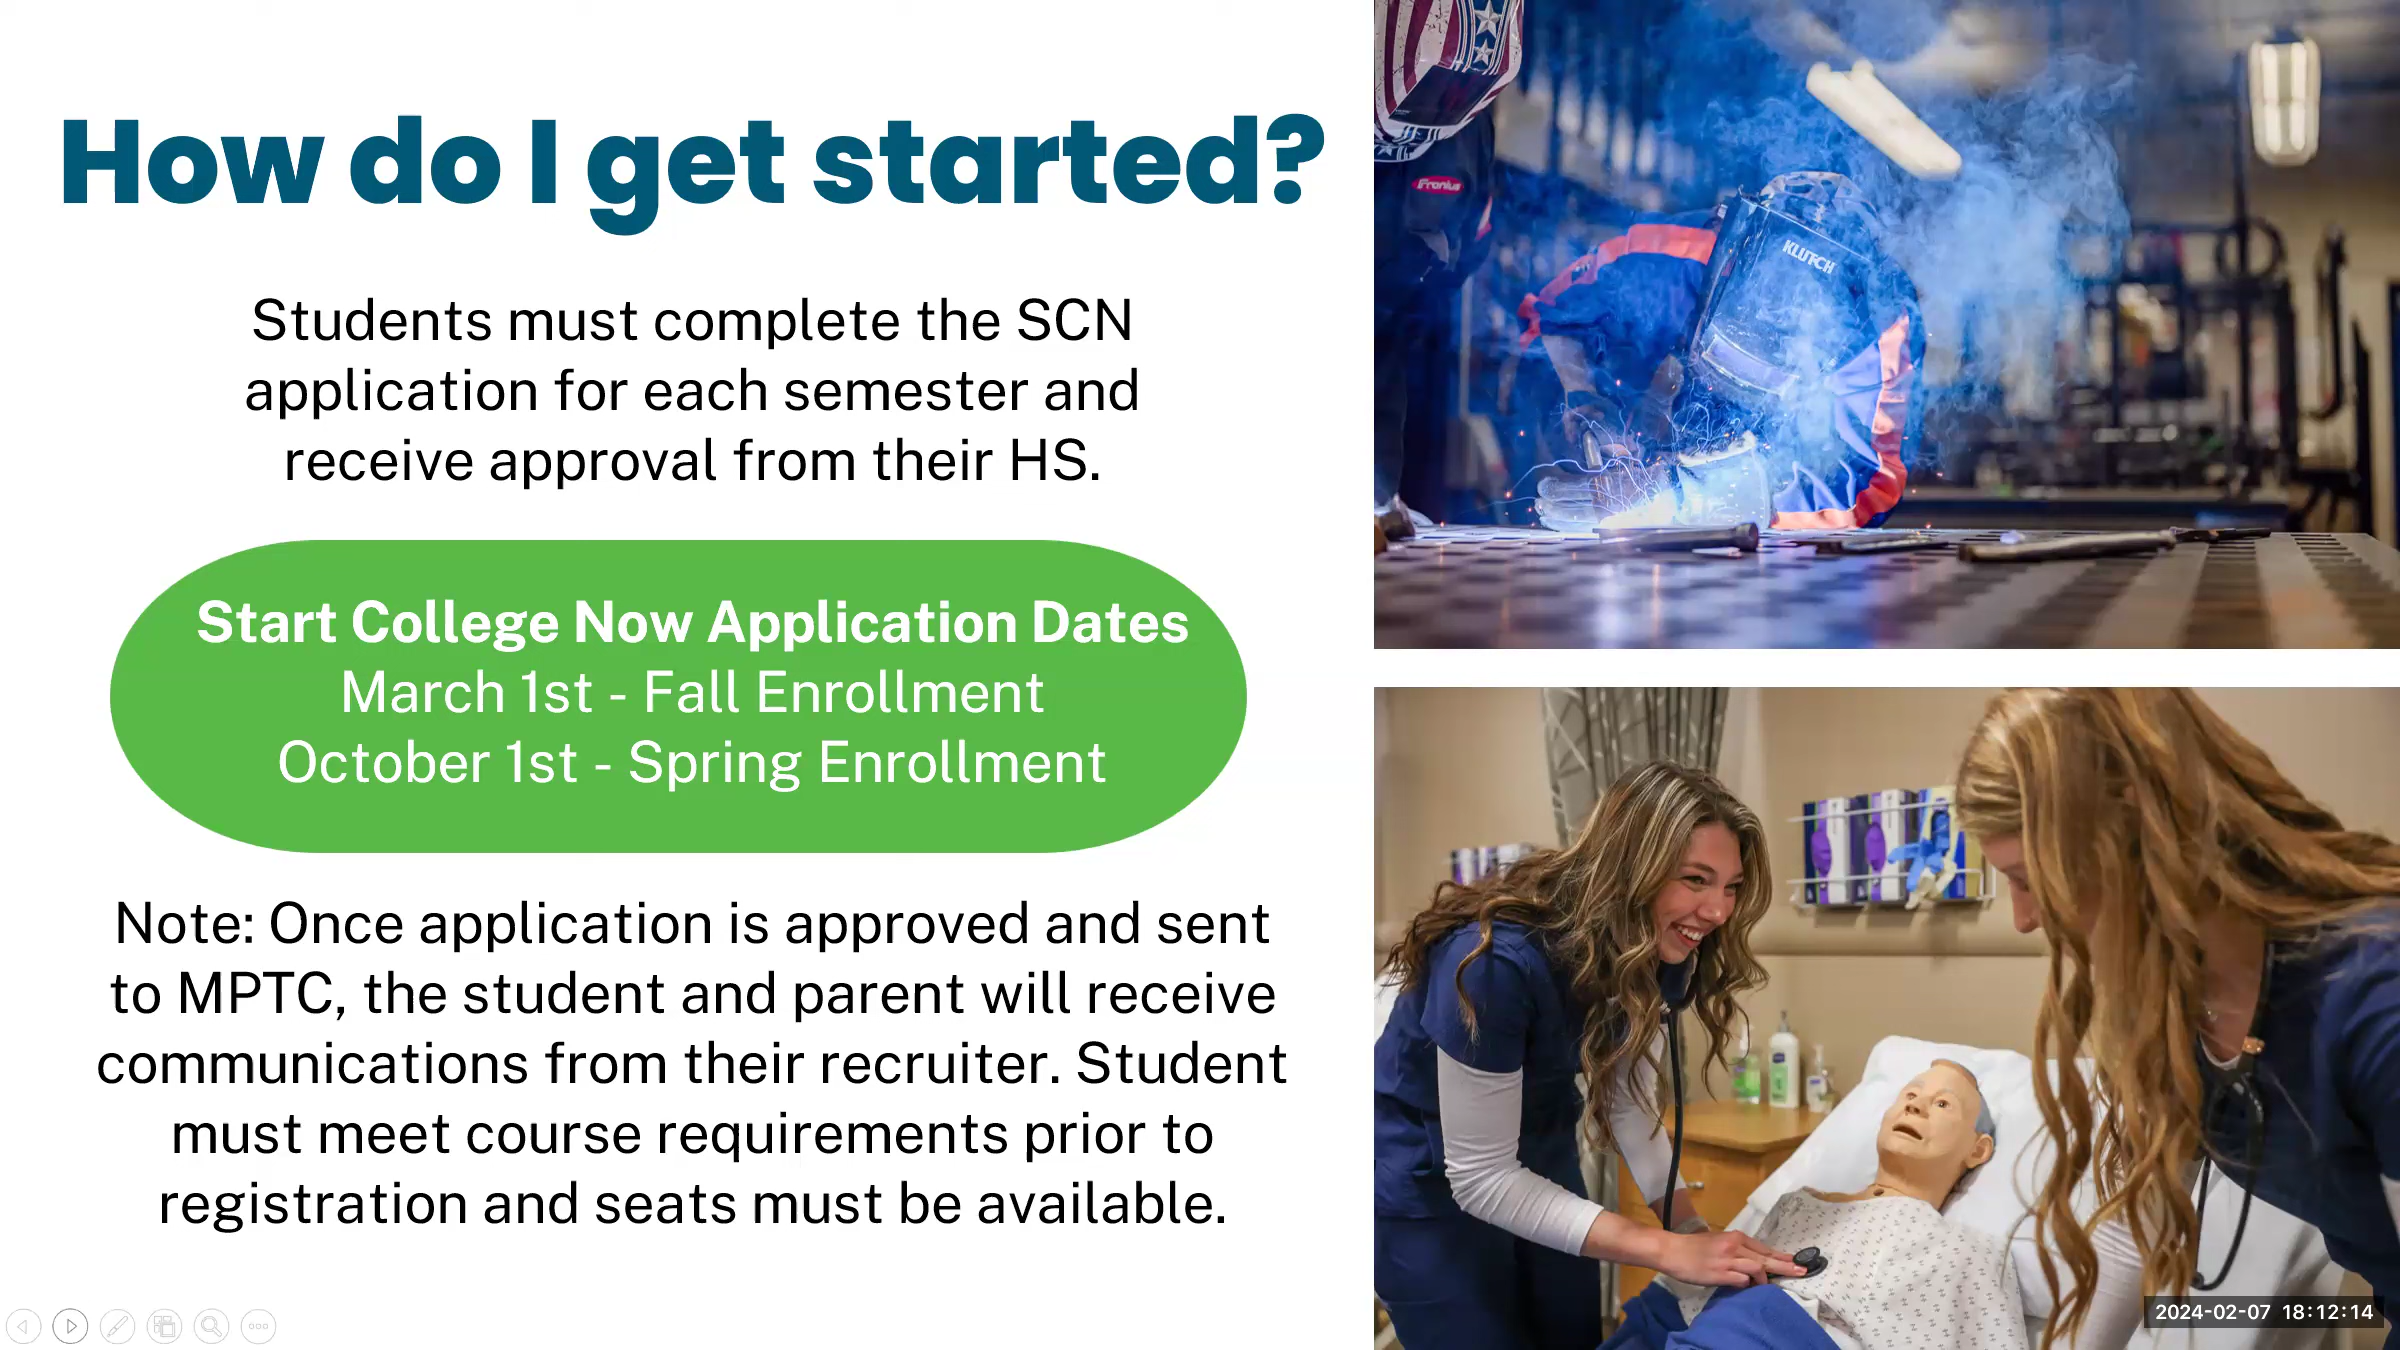 How do I get started?
Students must complete the SCN
application for each semester and
receive approval from their HS.
Start College Now Application Dates
March 1st - Fall Enrollment
October 1st - Spring Enrollment
Note: Once application is approved and sent
to MPTC, the student and parent will receive
communications from their recruiter. Student
must meet course requirements prior to
registration and seats must be available.
Fronius
KLUTCH
2024-02-07 18:12:14